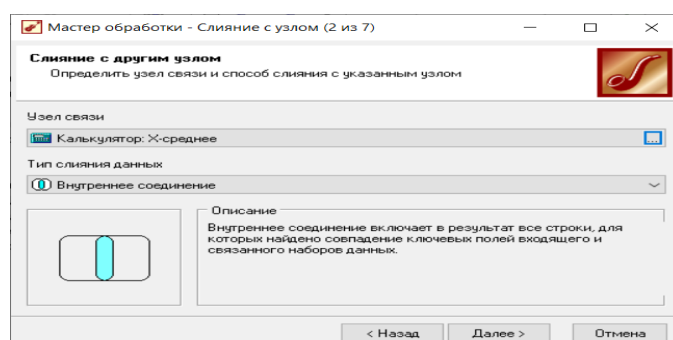 Мастер обработки - Слияние с узлом (2 из 7)
Слияние с другим узлом
Определить узел связи и способ слияния с указанным узлом
Узел связи
Калькулятор: X-среднее
...
Тип слияния данных
Внутреннее соединение
Описание
Внутреннее соединение включает в результат все строки, для
которых найдено совпадение ключевых полей входящего и
связанного наборов данных.
< Назад Далее > Отмена